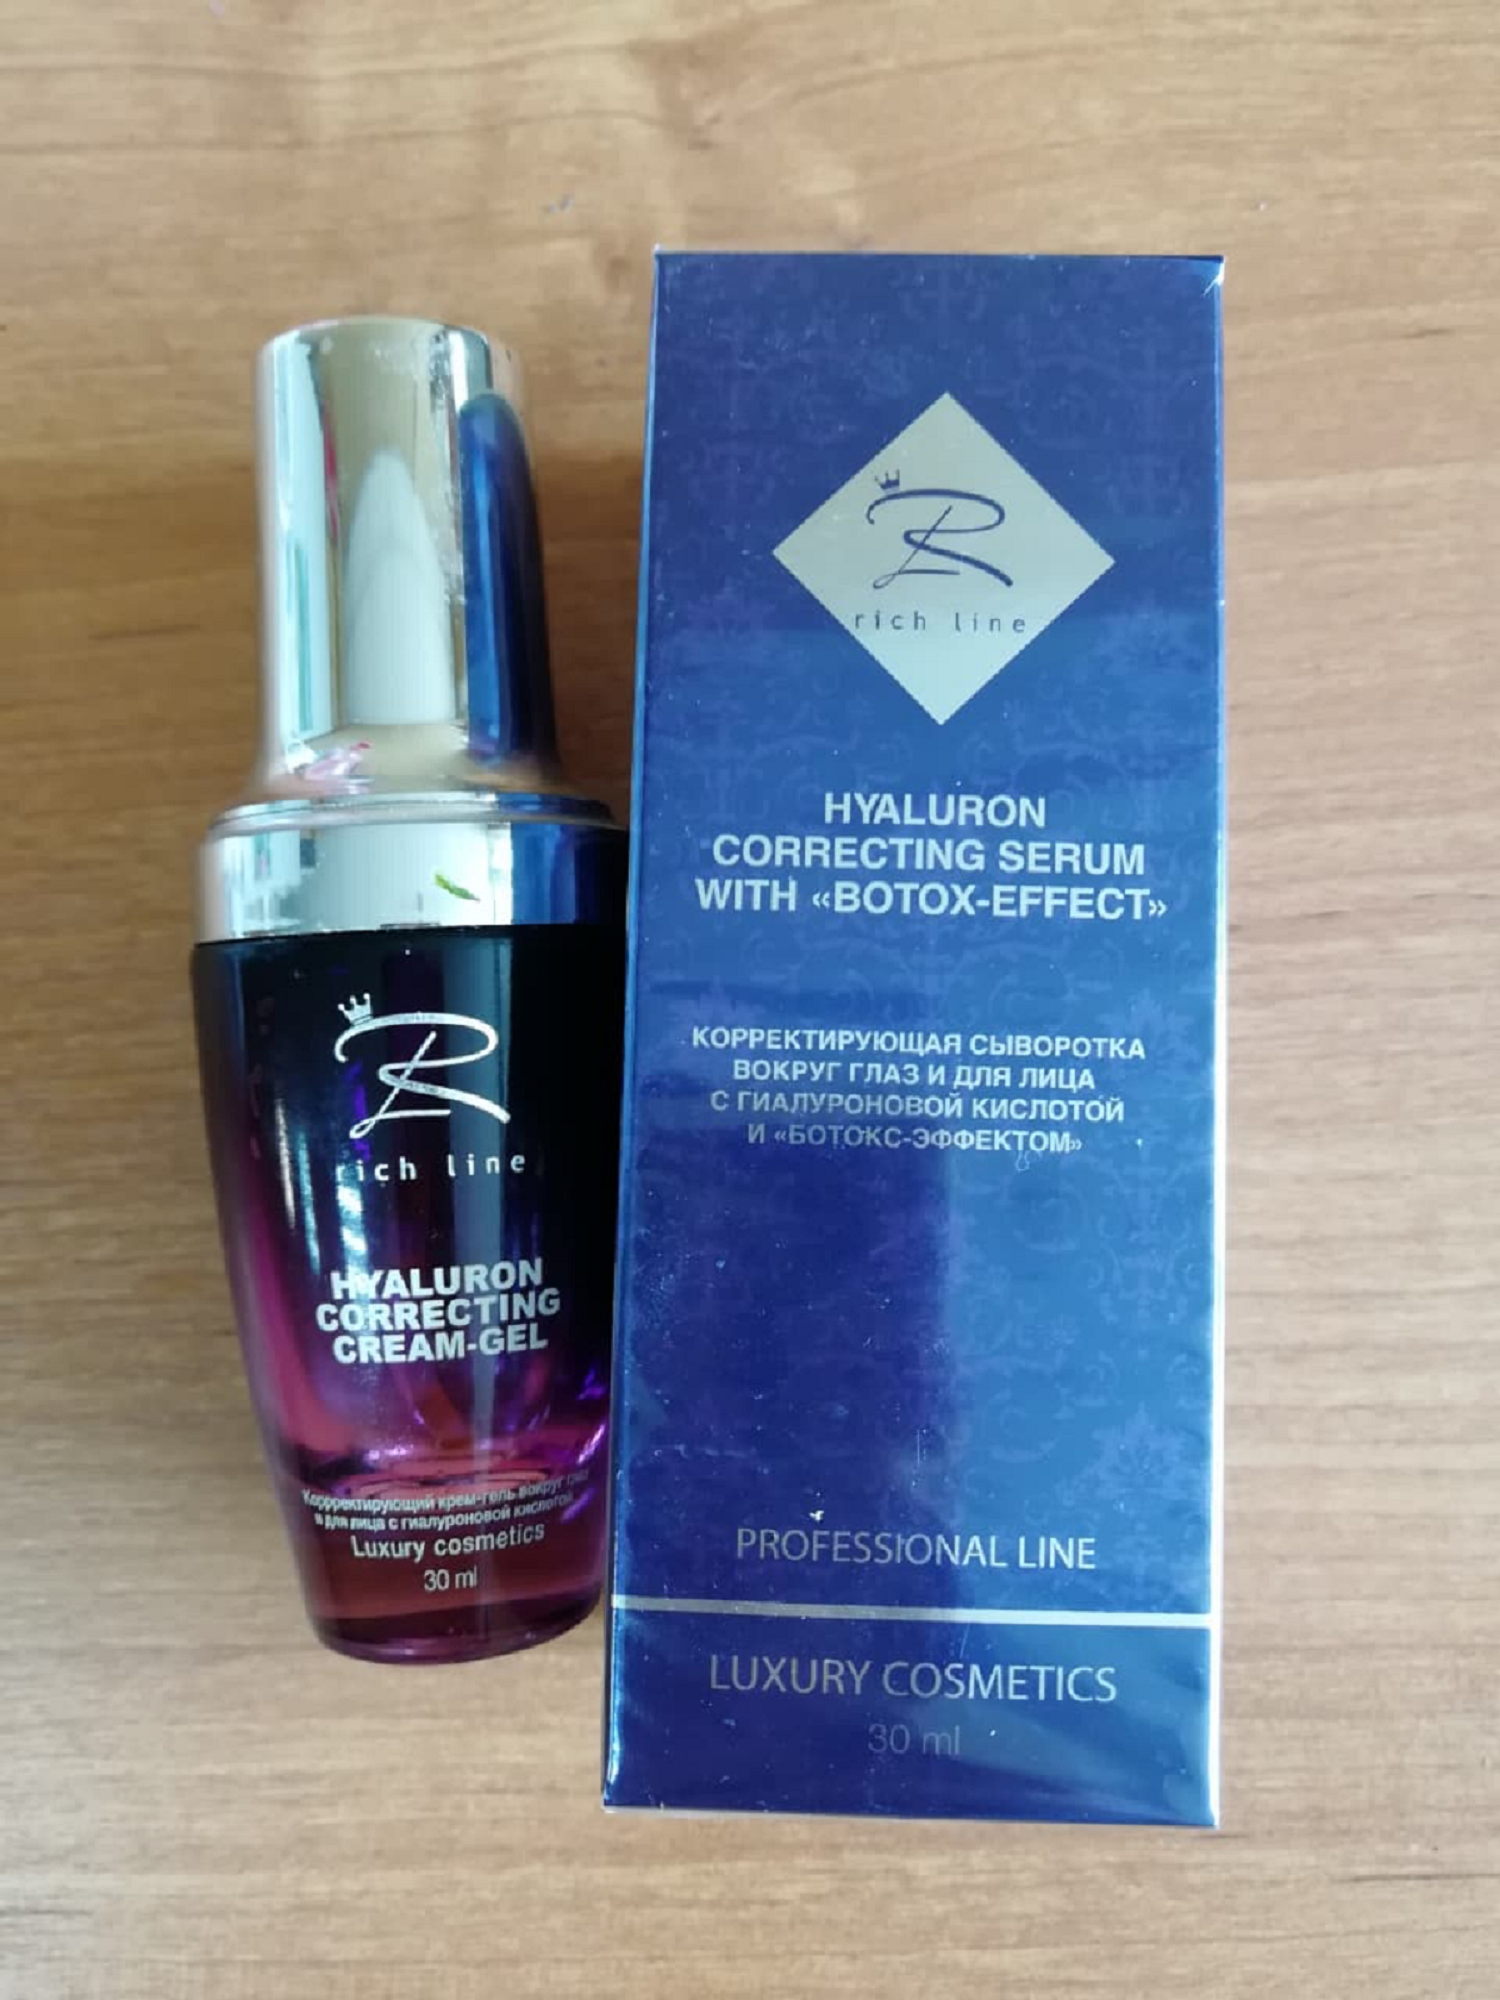 rich line
HYALURON
CORRECTING
CREAM-GEL
Коррректирующий крем-гель вокруг глаз
и для лица с гиалуроновой кислотой
Luxury cosmetics
30 ml
rich line
HYALURON
CORRECTING SERUM
WITH «BOTOX-EFFECT»
КОРРЕКТИРУЮЩАЯ СЫВОРОТКА
ВОКРУГ ГЛАЗ И ДЛЯ ЛИЦА
С ГИАЛУРОНОВОЙ КИСЛОТОЙ
И «БОТОКС-ЭФФЕКТОМ»
PROFESSIONAL LINE
LUXURY COSMETICS
30 ml